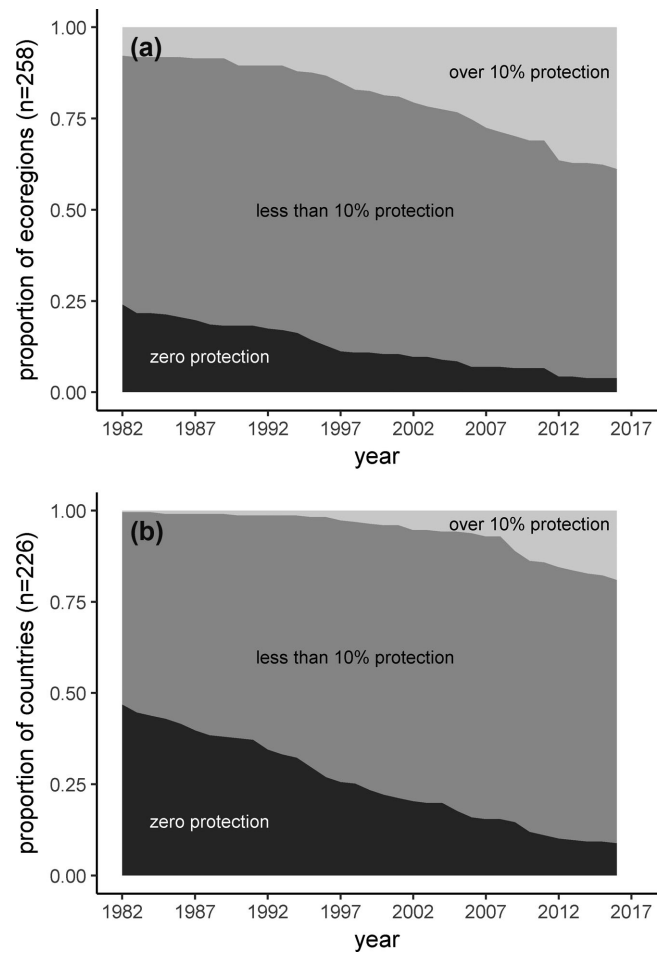 1.00
(a)
over 10% protection
0.75
less than 10% protection
0.50
0.25
zero protection
0.00
proportion of ecoregions (n=258)
1982 1987 1992 1997 2002 2007 2012 2017
year
1.00
(b)
over 10% protection
0.75
less than 10% protection
0.50
0.25
zero protection
0.00
proportion of countries (n=226)
1982 1987 1992 1997 2002 2007 2012 2017
year